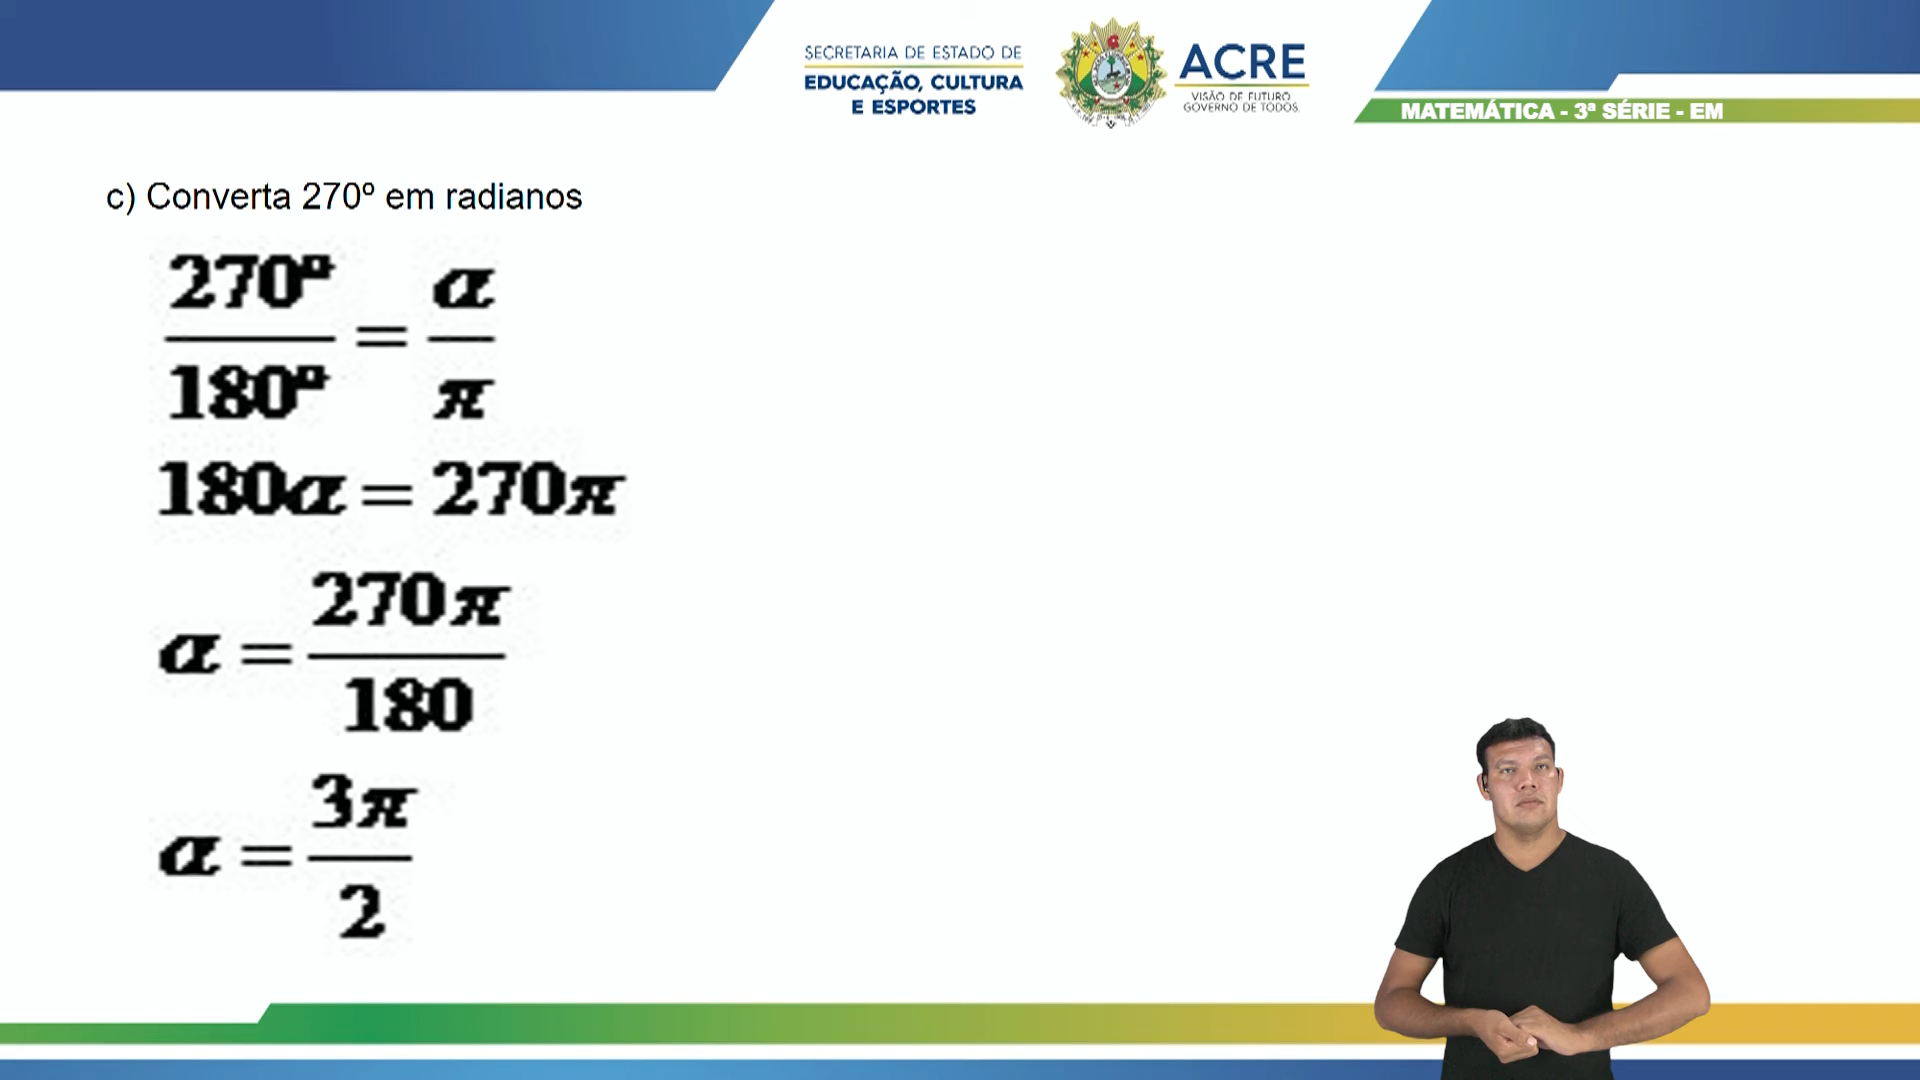 SECRETARIA DE ESTADO DE
EDUCAÇÃO, CULTURA
E ESPORTES
ACRE
VISÃO DE FUTURO
GOVERNO DE TODOS.
MATEMÁTICA - 3ª SÉRIE - EM
c) Converta 270º em radianos
270º/180º = α/π
180α = 270π
α = 270π/180
α = 3π/2